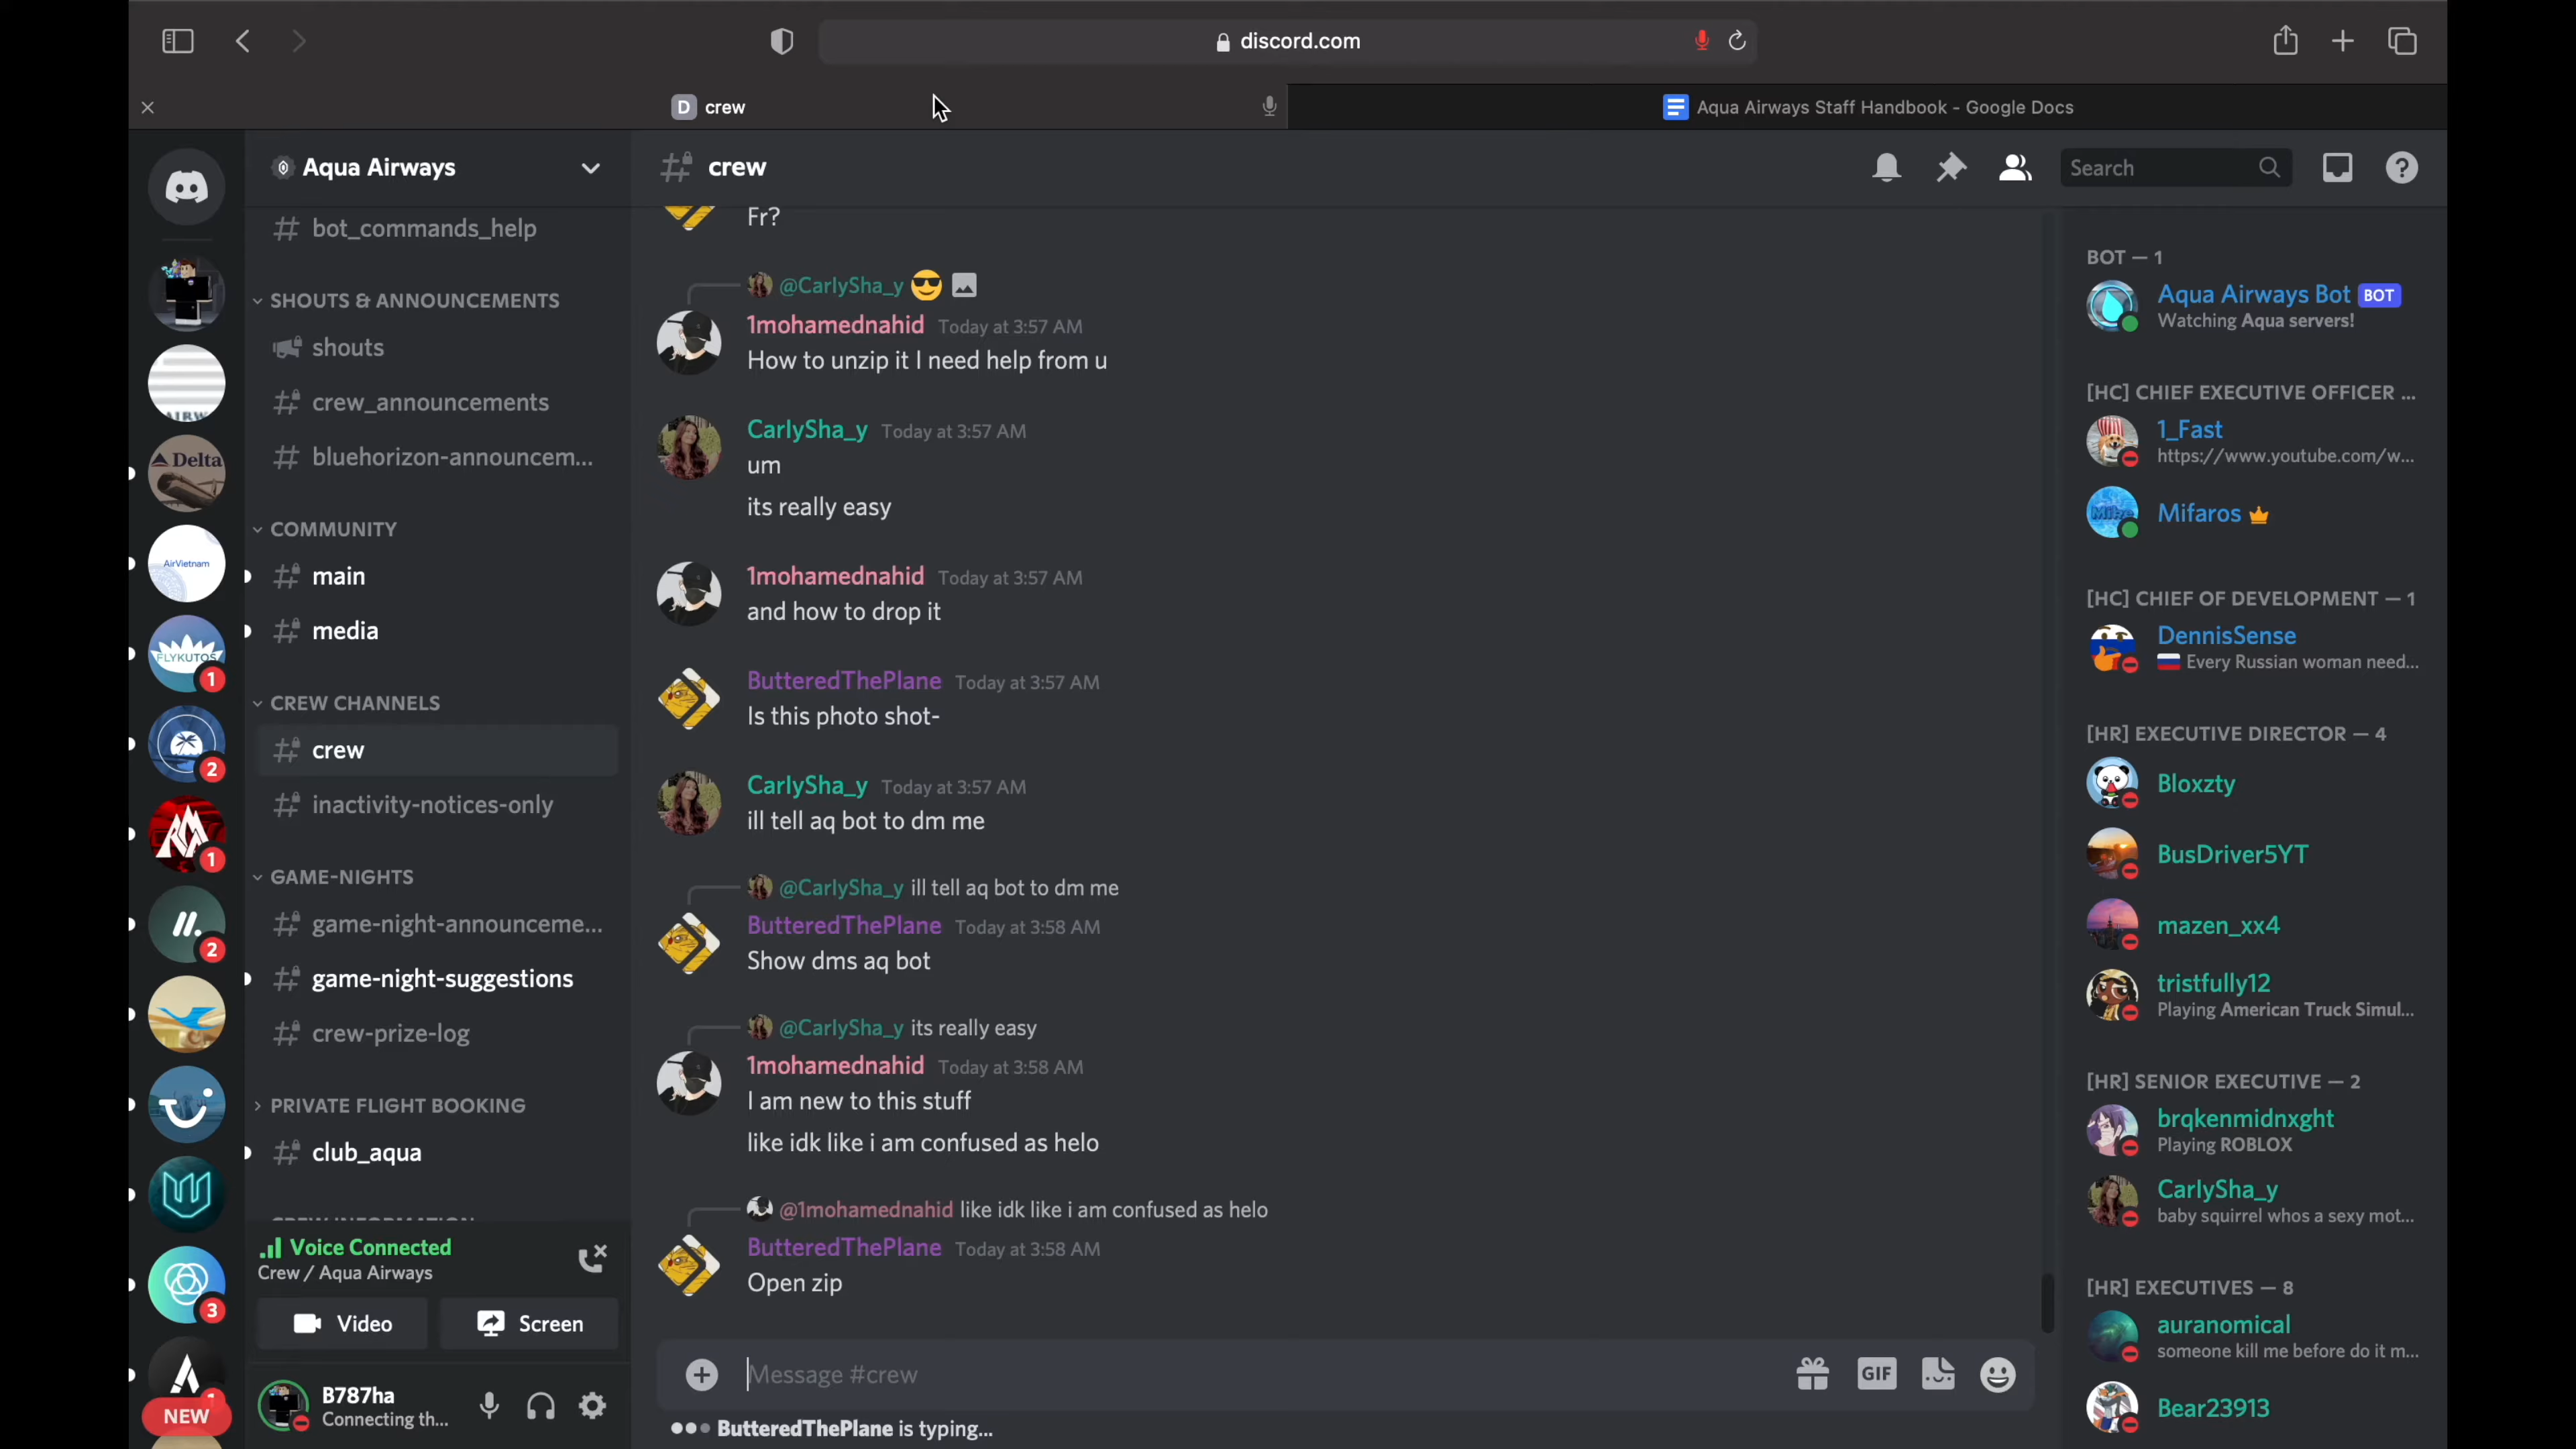 discord.com
D crew
Aqua Airways Staff Handbook - Google Docs
Aqua Airways
crew
Search
bot_commands_help
SHOUTS & ANNOUNCEMENTS
shouts
crew_announcements
bluehorizon-announcem...
COMMUNITY
main
media
CREW CHANNELS
crew
inactivity-notices-only
GAME-NIGHTS
game-night-announceme...
game-night-suggestions
crew-prize-log
PRIVATE FLIGHT BOOKING
club_aqua
CREW INFORMATION
Voice Connected
Crew / Aqua Airways
Video
Screen
B787ha
Connecting th...
Delta
AirVietnam
FLYKUTOS
1
2
1
2
3
NEW
Fr?
@CarlySha_y
1mohamednahid Today at 3:57 AM
How to unzip it I need help from u
CarlySha_y Today at 3:57 AM
um
its really easy
1mohamednahid Today at 3:57 AM
and how to drop it
ButteredThePlane Today at 3:57 AM
Is this photo shot-
CarlySha_y Today at 3:57 AM
ill tell aq bot to dm me
@CarlySha_y ill tell aq bot to dm me
ButteredThePlane Today at 3:58 AM
Show dms aq bot
@CarlySha_y its really easy
1mohamednahid Today at 3:58 AM
I am new to this stuff
like idk like i am confused as helo
@1mohamednahid like idk like i am confused as helo
ButteredThePlane Today at 3:58 AM
Open zip
Message #crew
GIF
ButteredThePlane is typing...
BOT — 1
Aqua Airways Bot BOT
Watching Aqua servers!
[HC] CHIEF EXECUTIVE OFFICER ...
1_Fast
https://www.youtube.com/w...
Mifaros
[HC] CHIEF OF DEVELOPMENT — 1
DennisSense
Every Russian woman need...
[HR] EXECUTIVE DIRECTOR — 4
Bloxzty
BusDriver5YT
mazen_xx4
tristfully12
Playing American Truck Simul...
[HR] SENIOR EXECUTIVE — 2
brqkenmidnxght
Playing ROBLOX
CarlySha_y
baby squirrel whos a sexy mot...
[HR] EXECUTIVES — 8
auranomical
someone kill me before do it m...
Bear23913